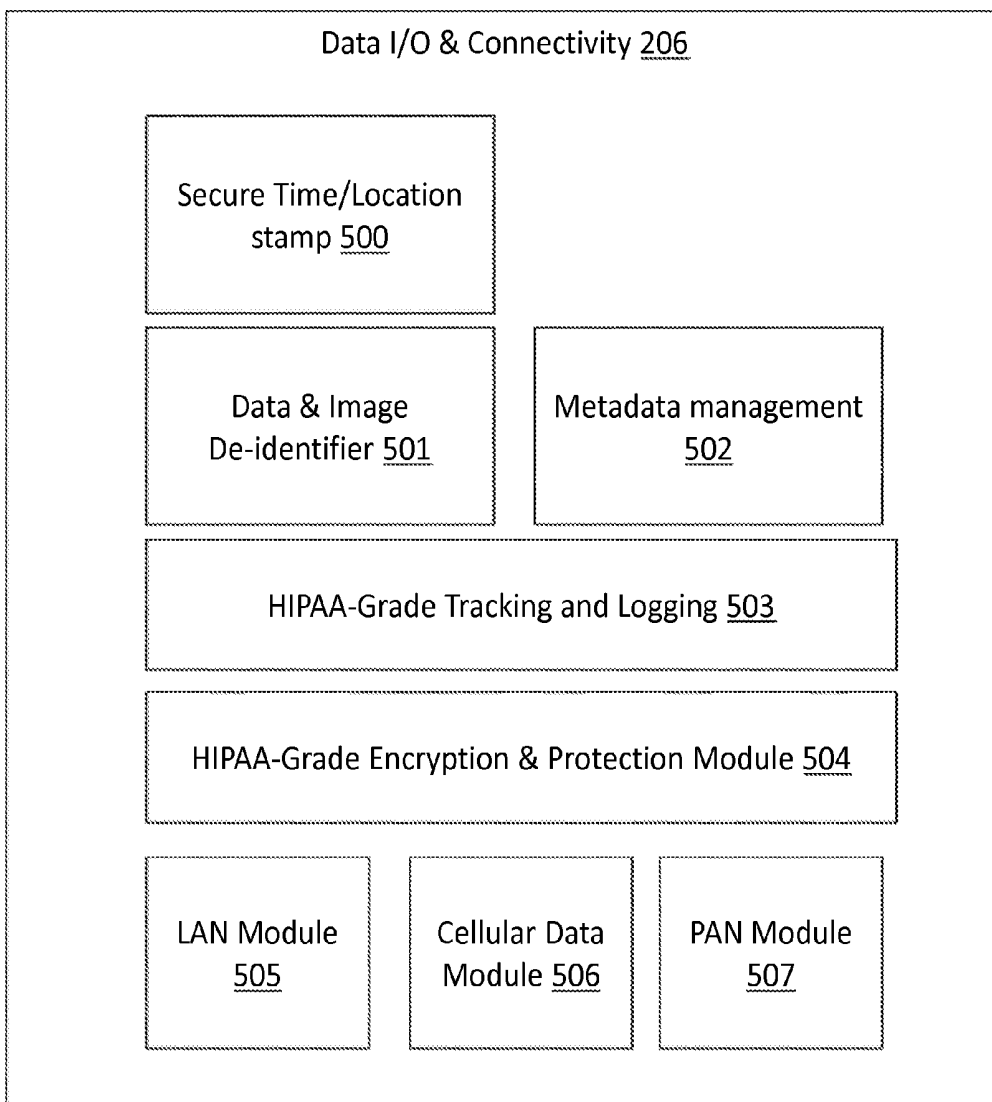 Data I/O & Connectivity 206
Secure Time/Location
stamp 500
Data & Image
De-identifier 501
Metadata management
502
HIPAA-Grade Tracking and Logging 503
HIPAA-Grade Encryption & Protection Module 504
LAN Module
505
Cellular Data
Module 506
PAN Module
507